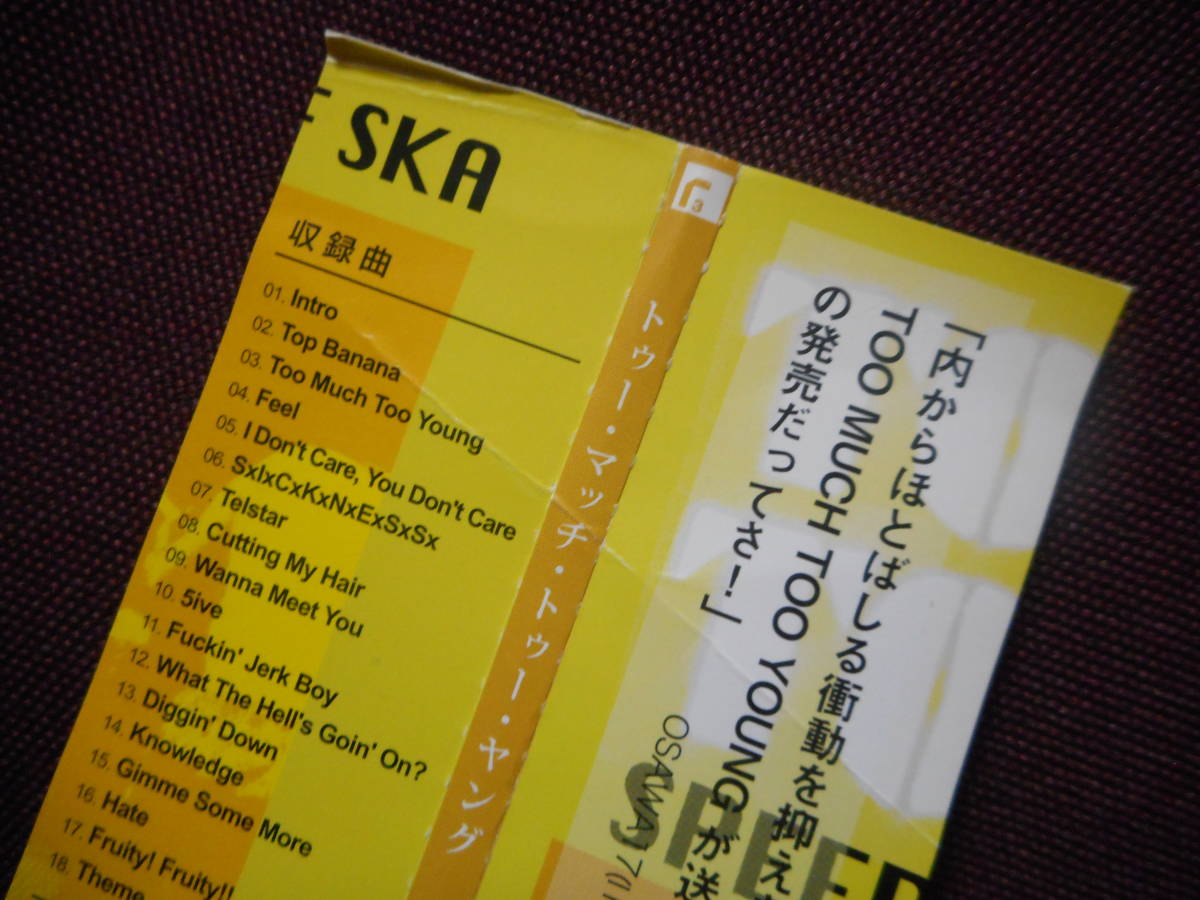 SKA
収録曲
01. Intro
02. Top Banana
03. Too Much Too Young
04. Feel
05. I Don't Care, You Don't Care
06. SxIxCxKxNxExSxSx
07. Telstar
08. Cutting My Hair
09. Wanna Meet You
10. 5ive
11. Fuckin' Jerk Boy
12. What The Hell's Goin' On?
13. Diggin' Down
14. Knowledge
15. Gimme Some More
16. Hate
17. Fruity! Fruity!!
18. Theme
r3
トゥー・マッチ・トゥー・ヤング
「内からほとばしる衝動を抑え
TOO MUCH TOO YOUNGが送
の発売だってさ!」
OSAWA17
SPEED